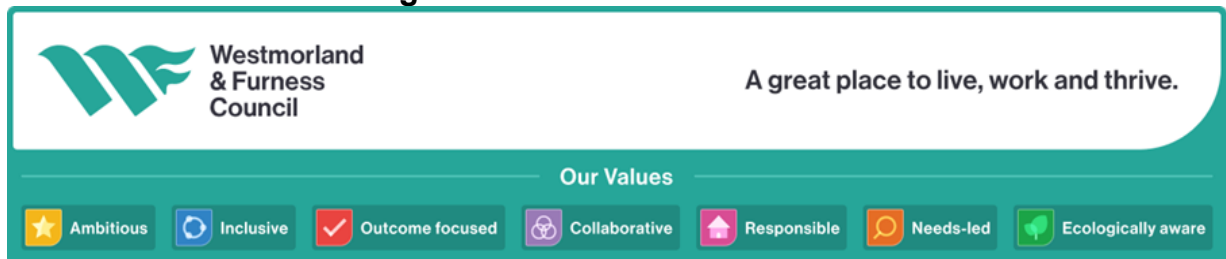 Westmorland
& Furness
Council
A great place to live, work and thrive.
Our Values
Ambitious Inclusive Outcome focused Collaborative Responsible Needs-led Ecologically aware